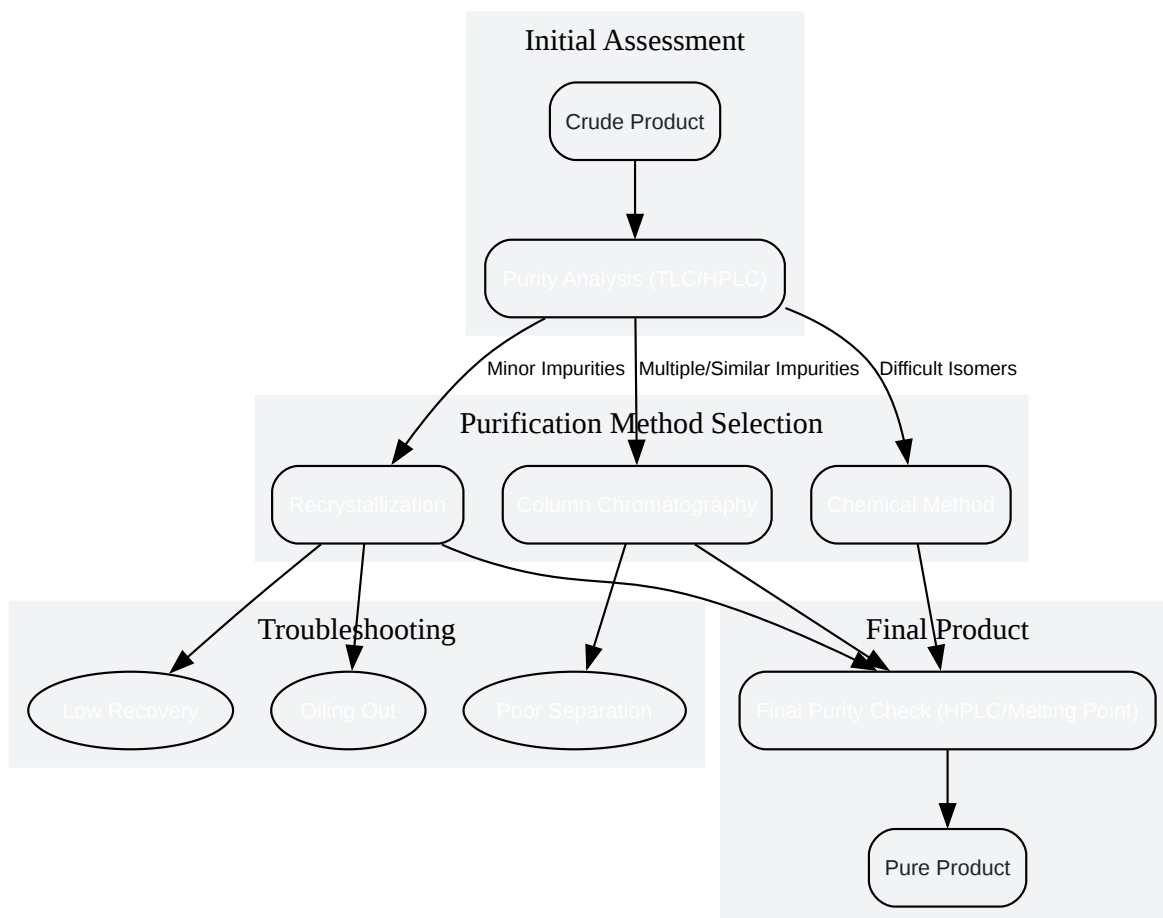 Initial Assessment
Crude Product
Purity Analysis (TLC/HPLC)
Minor Impurities
Multiple/Similar Impurities
Difficult Isomers
Purification Method Selection
Recrystallization
Column Chromatography
Chemical Method
Troubleshooting
Final Product
Low Recovery
Oiling Out
Poor Separation
Final Purity Check (HPLC/Melting Point)
Pure Product